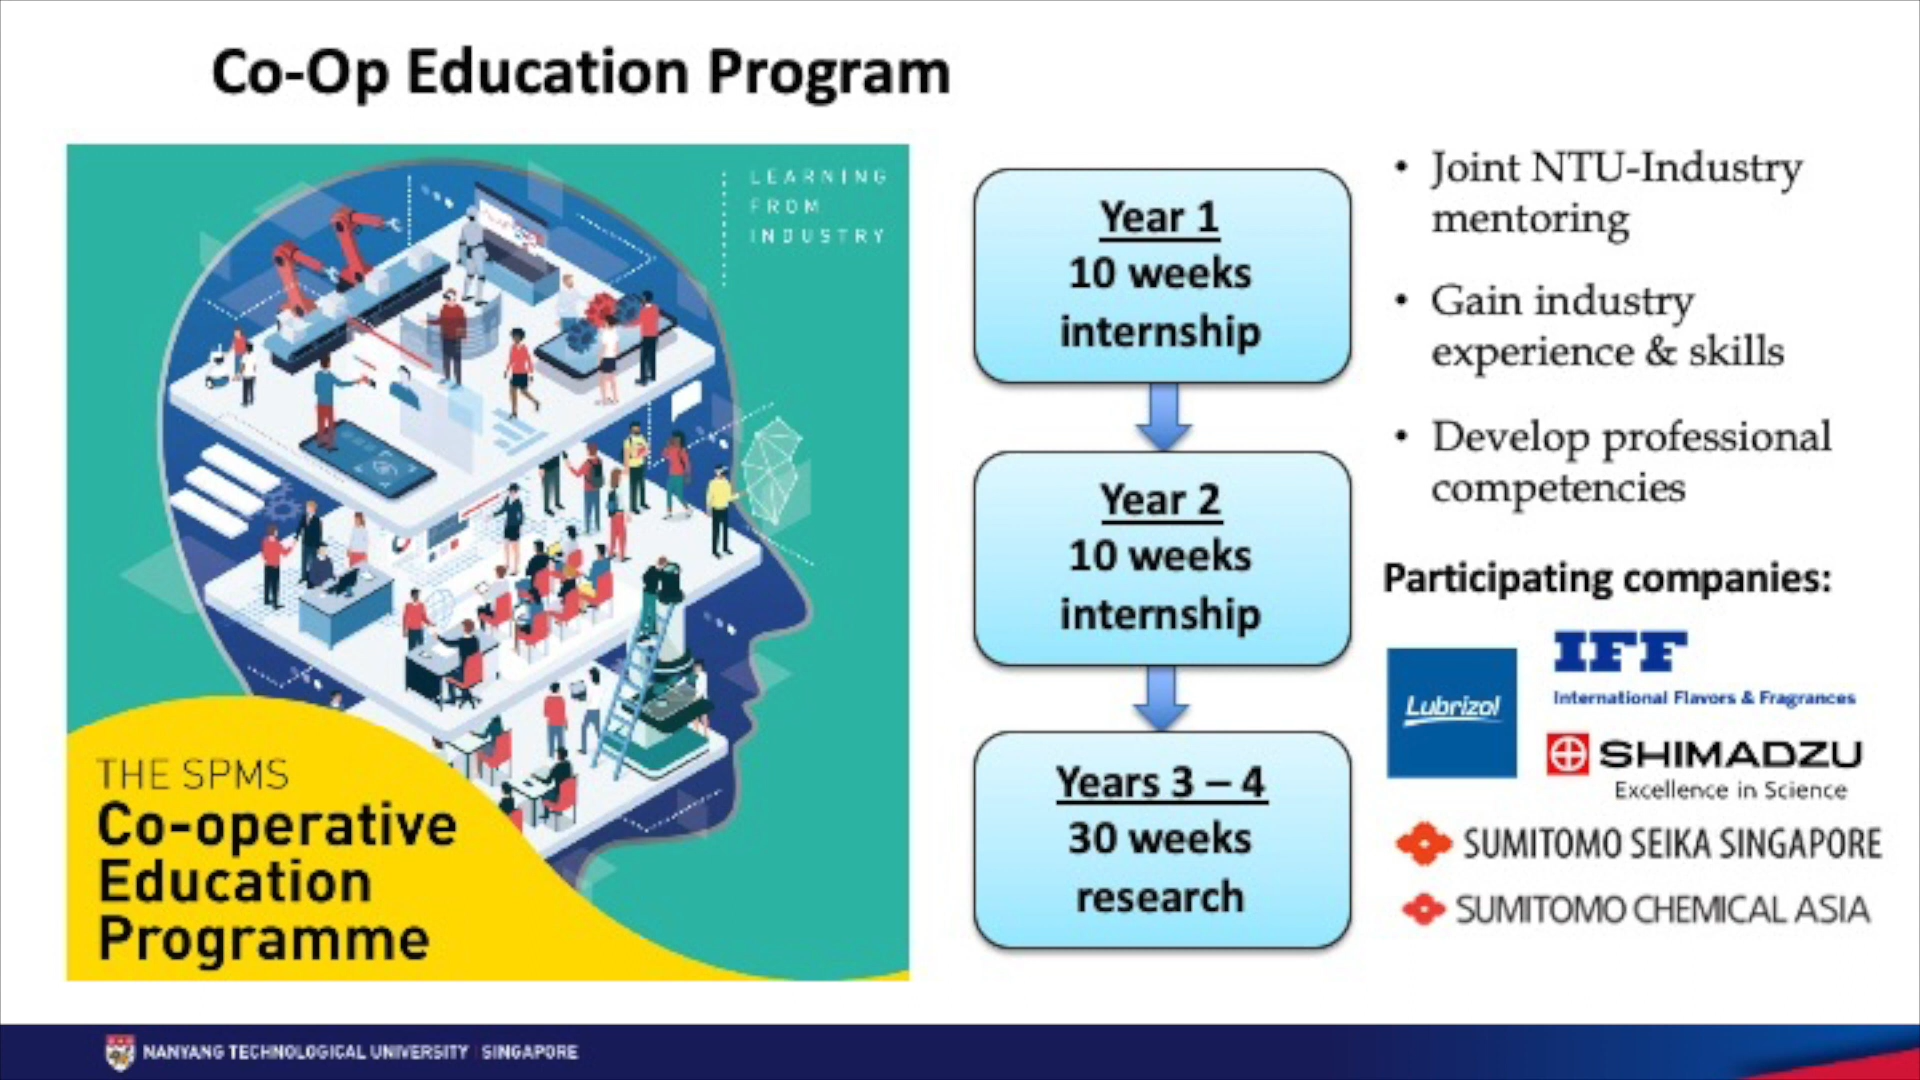 Co-Op Education Program
LEARNING
FROM
INDUSTRY
THE SPMS
Co-operative
Education
Programme
Year 1
10 weeks
internship
Year 2
10 weeks
internship
Years 3 – 4
30 weeks
research
• Joint NTU-Industry
mentoring
• Gain industry
experience & skills
• Develop professional
competencies
Participating companies:
Lubrizol
IFF
International Flavors & Fragrances
SHIMADZU
Excellence in Science
SUMITOMO SEIKA SINGAPORE
SUMITOMO CHEMICAL ASIA
NANYANG TECHNOLOGICAL UNIVERSITY SINGAPORE